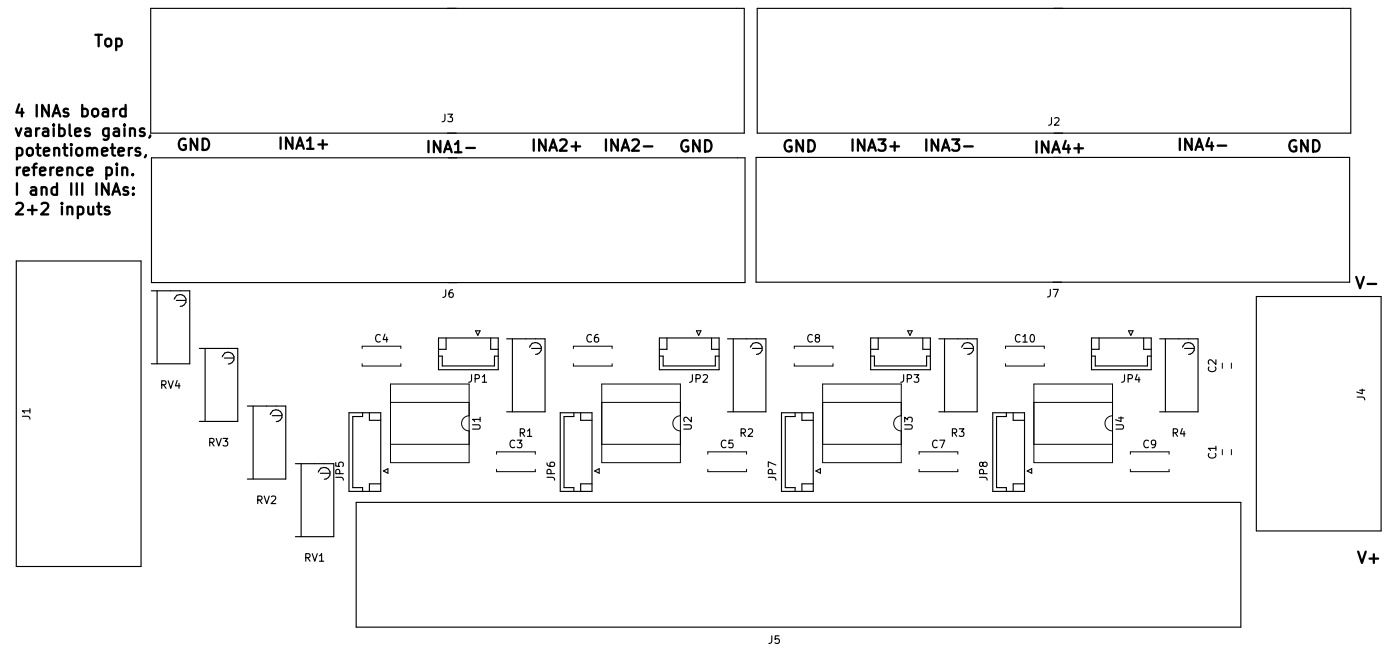 Top
4 INAs board
varaibles gains,
potentiometers,
reference pin.
I and III INAs:
2+2 inputs
J3
J2
GND INA1+ INA1- INA2+ INA2- GND GND INA3+ INA3- INA4+ INA4- GND
J6
J7
V-
C4 C6 C8 C10
C2
JP1 JP2 JP3 JP4
RV4
J1
J4
U1 U2 U3 U4
R1 R2 R3 R4
RV3
C3 C5 C7 C9
C1
JP5 JP6 JP7 JP8
RV2
RV1
V+
J5